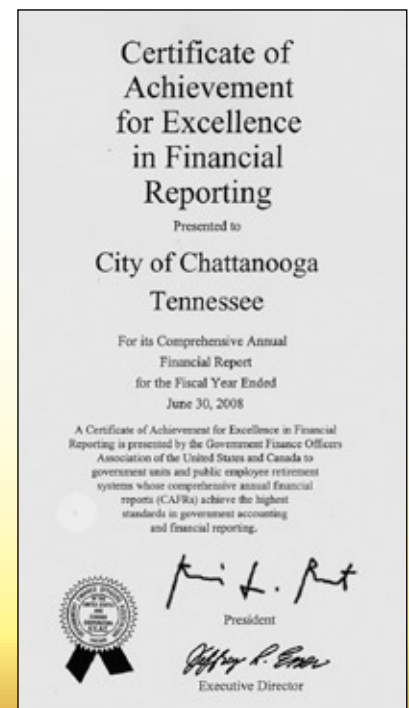 Certificate of
Achievement
for Excellence
in Financial
Reporting
Presented to
City of Chattanooga
Tennessee
For its Comprehensive Annual
Financial Report
for the Fiscal Year Ended
June 30, 2008
A Certificate of Achievement for Excellence in Financial
Reporting is presented by the Government Finance Officers
Association of the United States and Canada to
government units and public employee retirement
systems whose comprehensive annual financial
reports (CAFRs) achieve the highest
standards in government accounting
and financial reporting.
President
Jeffrey R. Ener
Executive Director